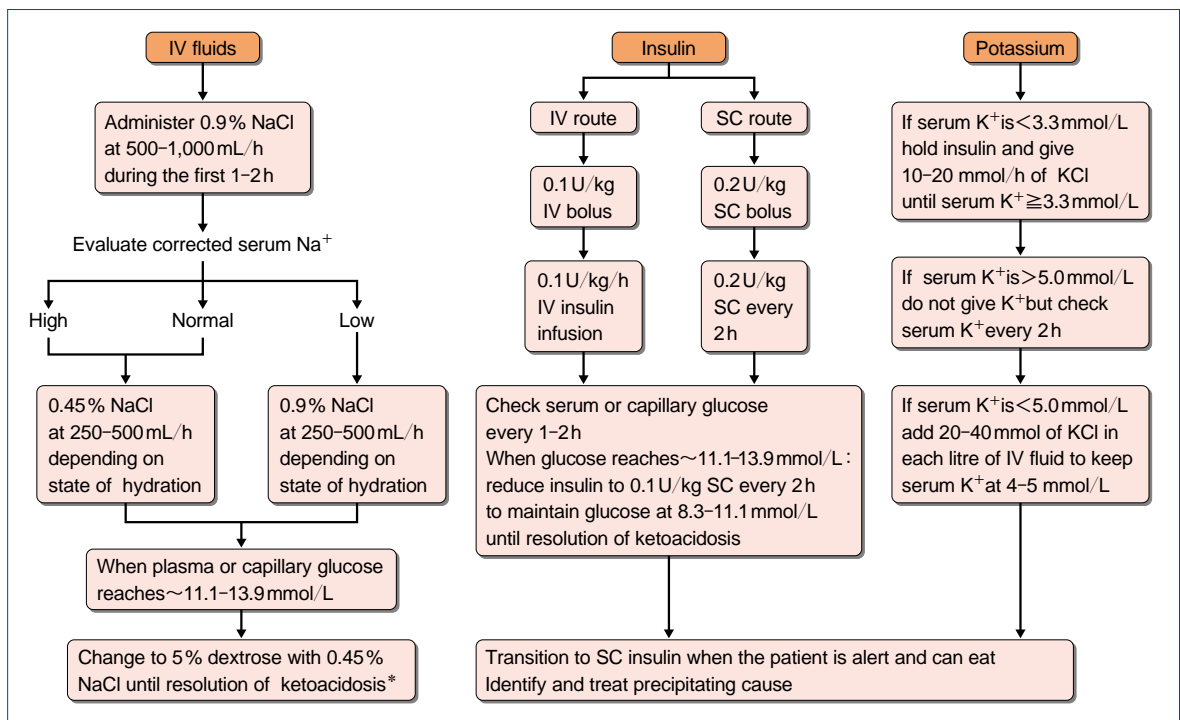 IV fluids
Administer 0.9% NaCl
at 500–1,000 mL/h
during the first 1–2 h
Evaluate corrected serum Na⁺
High
Normal
Low
0.45% NaCl
at 250–500 mL/h
depending on
state of hydration
0.9% NaCl
at 250–500 mL/h
depending on
state of hydration
When plasma or capillary glucose
reaches～11.1–13.9 mmol/L
Change to 5% dextrose with 0.45%
NaCl until resolution of ketoacidosis*
Insulin
IV route
0.1 U/kg
IV bolus
0.1 U/kg/h
IV insulin
infusion
SC route
0.2 U/kg
SC bolus
0.2 U/kg
SC every
2 h
Check serum or capillary glucose
every 1–2 h
When glucose reaches～11.1–13.9 mmol/L：
reduce insulin to 0.1 U/kg SC every 2 h
to maintain glucose at 8.3–11.1 mmol/L
until resolution of ketoacidosis
Potassium
If serum K⁺ is＜3.3 mmol/L
hold insulin and give
10–20 mmol/h of KCl
until serum K⁺≧3.3 mmol/L
If serum K⁺ is＞5.0 mmol/L
do not give K⁺ but check
serum K⁺ every 2 h
If serum K⁺ is＜5.0 mmol/L
add 20–40 mmol of KCl in
each litre of IV fluid to keep
serum K⁺ at 4–5 mmol/L
Transition to SC insulin when the patient is alert and can eat
Identify and treat precipitating cause